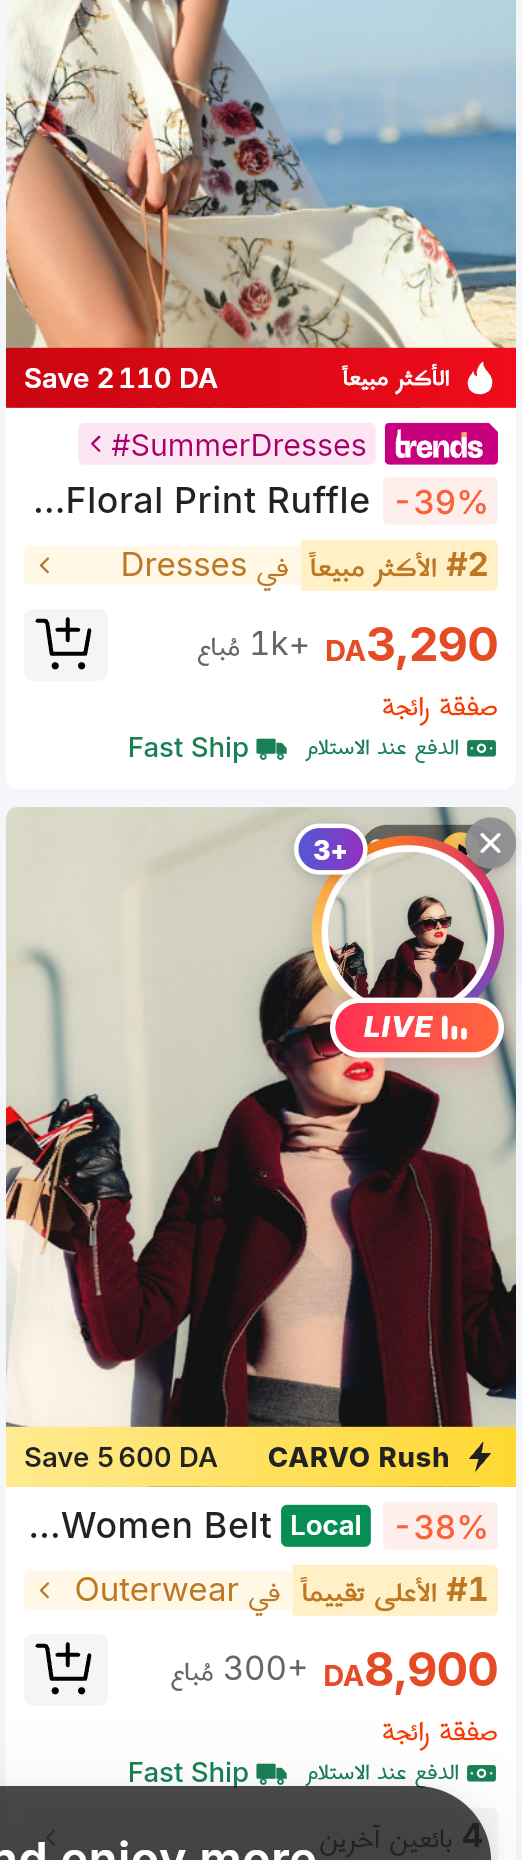 Save 2 110 DA
الأكثر مبيعاً
trends
#SummerDresses <
-39%
Floral Print Ruffle...
#2 الأكثر مبيعاً
في Dresses <
DA3,290
1k+ مُباع
صفقة رائجة
الدفع عند الاستلام
Fast Ship
3+
LIVE
Save 5 600 DA
CARVO Rush
-38%
Local
Women Belt...
#1 الأعلى تقييماً
في Outerwear <
DA8,900
300+ مُباع
صفقة رائجة
الدفع عند الاستلام
Fast Ship
4 بائعين آخرين <
enjoy more